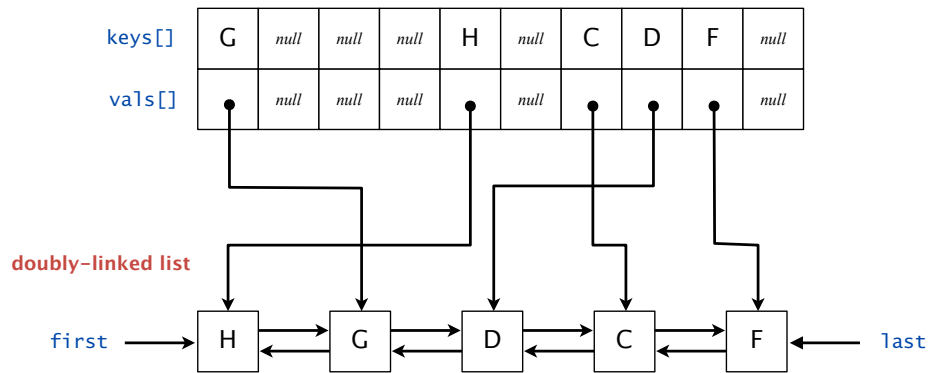 keys[] G null null null H null C D F null
vals[] null null null null null
doubly-linked list
first H G D C F last